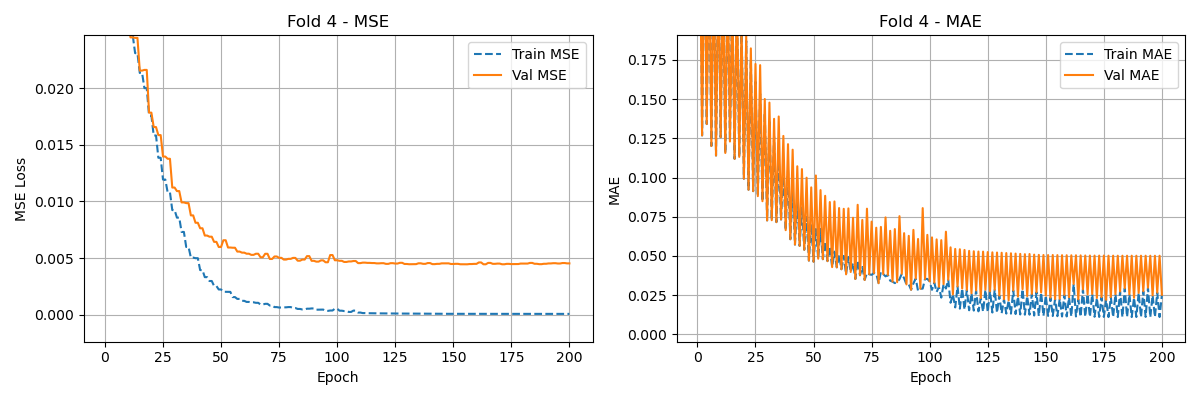 Fold 4 - MSE
Train MSE
Val MSE
0.020
0.015
0.010
0.005
0.000
MSE Loss
0 25 50 75 100 125 150 175 200
Epoch
Fold 4 - MAE
Train MAE
Val MAE
0.175
0.150
0.125
0.100
0.075
0.050
0.025
0.000
MAE
0 25 50 75 100 125 150 175 200
Epoch